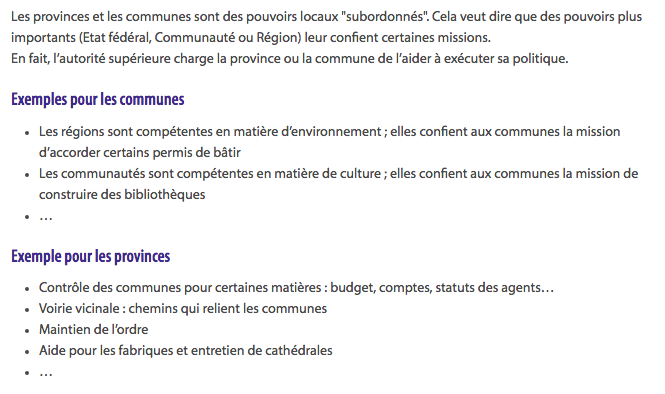 Les provinces et les communes sont des pouvoirs locaux "subordonnés". Cela veut dire que des pouvoirs plus
importants (Etat fédéral, Communauté ou Région) leur confient certaines missions.
En fait, l’autorité supérieure charge la province ou la commune de l’aider à exécuter sa politique.
Exemples pour les communes
• Les régions sont compétentes en matière d’environnement ; elles confient aux communes la mission
d’accorder certains permis de bâtir
• Les communautés sont compétentes en matière de culture ; elles confient aux communes la mission de
construire des bibliothèques
• …
Exemple pour les provinces
• Contrôle des communes pour certaines matières : budget, comptes, statuts des agents…
• Voirie vicinale : chemins qui relient les communes
• Maintien de l’ordre
• Aide pour les fabriques et entretien de cathédrales
• …